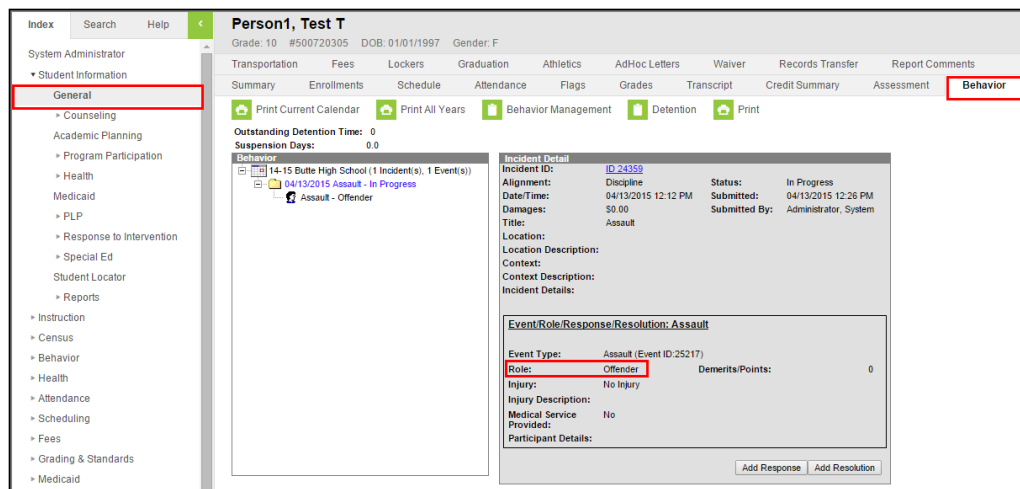 Index Search Help <
System Administrator
Student Information
General
Counseling
Academic Planning
Program Participation
Health
Medicaid
PLP
Response to Intervention
Special Ed
Student Locator
Reports
Instruction
Census
Behavior
Health
Attendance
Scheduling
Fees
Grading & Standards
Medicaid
Person1, Test T
Grade: 10 #500720305 DOB: 01/01/1997 Gender: F
Transportation Fees Lockers Graduation Athletics AdHoc Letters Waiver Records Transfer Report Comments
Summary Enrollments Schedule Attendance Flags Grades Transcript Credit Summary Assessment Behavior
Print Current Calendar Print All Years Behavior Management Detention Print
Outstanding Detention Time: 0
Suspension Days: 0.0
Behavior
14-15 Butte High School (1 Incident(s), 1 Event(s))
04/13/2015 Assault - In Progress
Assault - Offender
Incident Detail
Incident ID: ID 24359
Alignment: Discipline Status: In Progress
Date/Time: 04/13/2015 12:12 PM Submitted: 04/13/2015 12:26 PM
Damages: $0.00 Submitted By: Administrator, System
Title: Assault
Location:
Location Description:
Context:
Context Description:
Incident Details:
Event/Role/Response/Resolution: Assault
Event Type: Assault (Event ID:25217)
Role: Offender Demerits/Points: 0
Injury: No Injury
Injury Description:
Medical Service No
Provided:
Participant Details:
Add Response Add Resolution